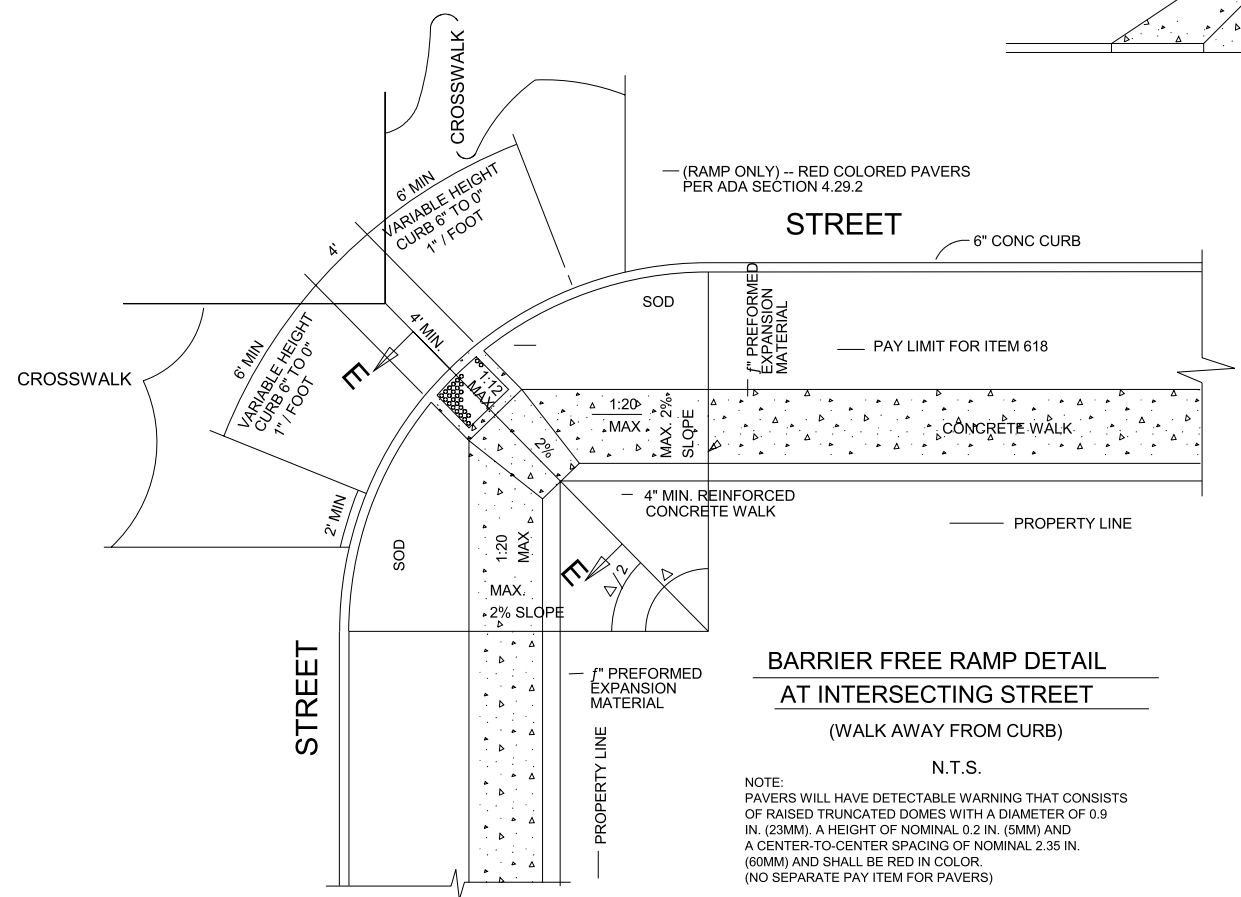 CROSSWALK
6' MIN
VARIABLE HEIGHT
CURB 6" TO 0"
1" / FOOT
(RAMP ONLY) -- RED COLORED PAVERS
PER ADA SECTION 4.29.2
STREET
6" CONC CURB
4'
SOD
ƒ" PREFORMED
EXPANSION
MATERIAL
4' MIN.
E
PAY LIMIT FOR ITEM 618
6' MIN
VARIABLE HEIGHT
CURB 6" TO 0"
1" / FOOT
CROSSWALK
1:12
MAX
1:20
MAX
MAX. 2%
SLOPE
CONCRETE WALK
2%
4" MIN. REINFORCED
CONCRETE WALK
2' MIN
PROPERTY LINE
SOD
1:20
MAX
E
Δ/2
Δ
MAX.
2% SLOPE
STREET
ƒ" PREFORMED
EXPANSION
MATERIAL
PROPERTY LINE
BARRIER FREE RAMP DETAIL
AT INTERSECTING STREET
(WALK AWAY FROM CURB)
N.T.S.
NOTE:
PAVERS WILL HAVE DETECTABLE WARNING THAT CONSISTS
OF RAISED TRUNCATED DOMES WITH A DIAMETER OF 0.9
IN. (23MM). A HEIGHT OF NOMINAL 0.2 IN. (5MM) AND
A CENTER-TO-CENTER SPACING OF NOMINAL 2.35 IN.
(60MM) AND SHALL BE RED IN COLOR.
(NO SEPARATE PAY ITEM FOR PAVERS)